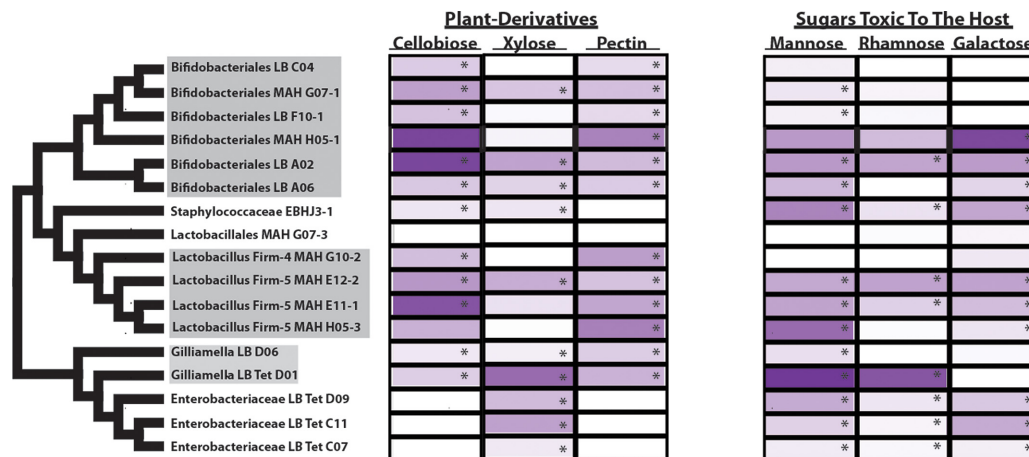 Plant-Derivatives
Sugars Toxic To The Host
Cellobiose Xylose Pectin
Mannose Rhamnose Galactose
Bifidobacteriales LB C04 * *
Bifidobacteriales MAH G07-1 * * * *
Bifidobacteriales LB F10-1 * * *
Bifidobacteriales MAH H05-1 * *
Bifidobacteriales LB A02 * * * * * *
Bifidobacteriales LB A06 * * * * *
Staphylococcaceae EBHJ3-1 * * * * *
Lactobacillales MAH G07-3
Lactobacillus Firm-4 MAH G10-2 * *
Lactobacillus Firm-5 MAH E12-2 * * * * * *
Lactobacillus Firm-5 MAH E11-1 * * * * *
Lactobacillus Firm-5 MAH H05-3 * * *
Gilliamella LB D06 * * * *
Gilliamella LB Tet D01 * * * * *
Enterobacteriaceae LB Tet D09 * * * *
Enterobacteriaceae LB Tet C11 * * * *
Enterobacteriaceae LB Tet C07 * * * *